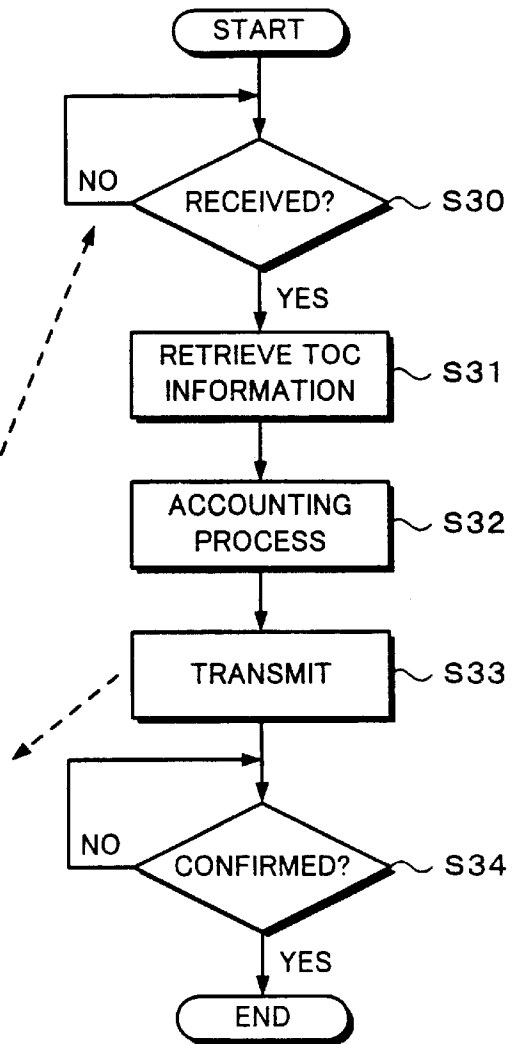 START
NO
RECEIVED?
S30
YES
RETRIEVE TOC
INFORMATION
S31
ACCOUNTING
PROCESS
S32
TRANSMIT
S33
NO
CONFIRMED?
S34
YES
END